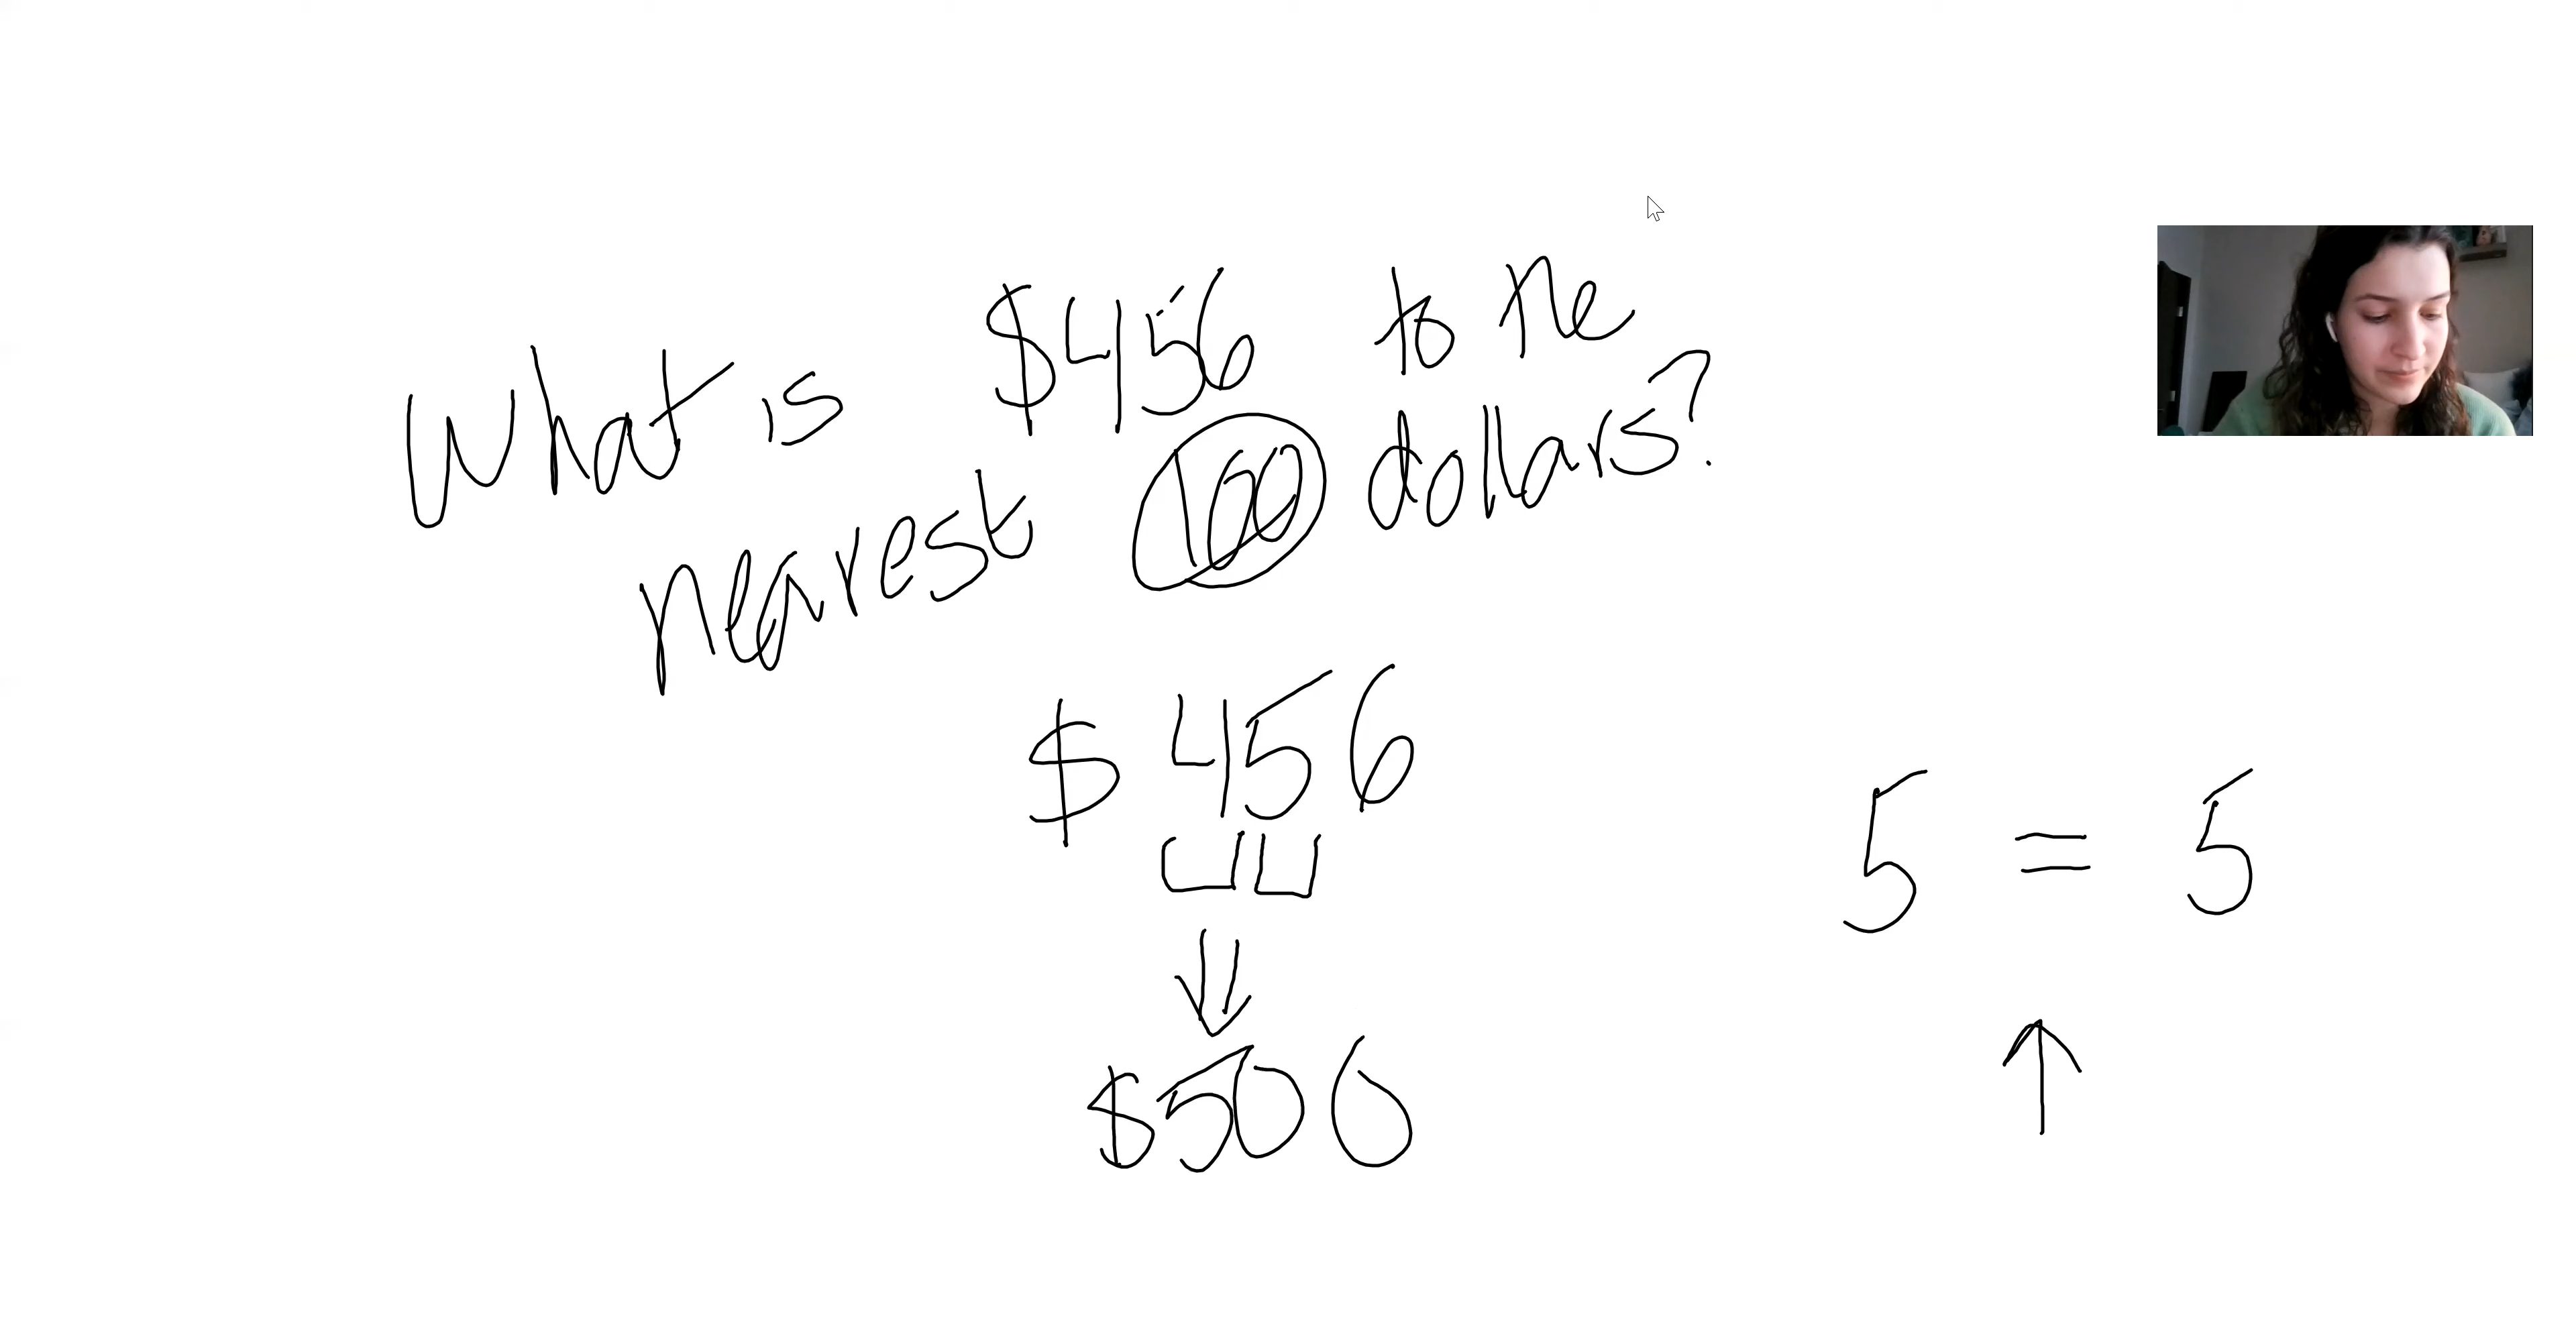 What is $456 to the
nearest 100 dollars?
$ 456
5 = 5
$500